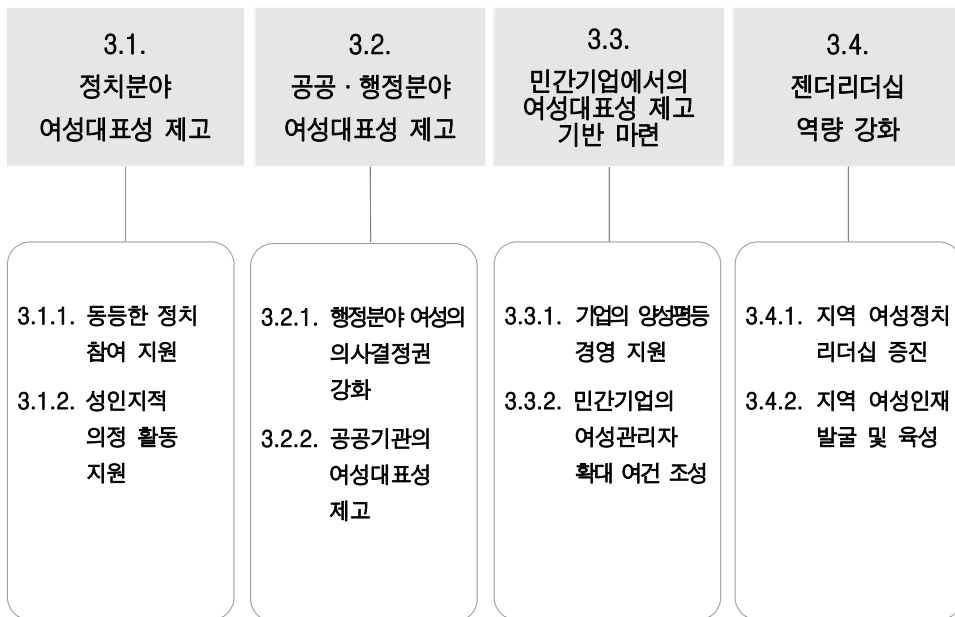 3.1.
정치분야
여성대표성 제고
3.2.
공공·행정분야
여성대표성 제고
3.3.
민간기업에서의
여성대표성 제고
기반 마련
3.4.
젠더리더십
역량 강화
3.1.1. 동등한 정치
참여 지원
3.1.2. 성인지적
의정 활동
지원
3.2.1. 행정분야 여성의
의사결정권
강화
3.2.2. 공공기관의
여성대표성
제고
3.3.1. 기업의 양성평등
경영 지원
3.3.2. 민간기업의
여성관리자
확대 여건 조성
3.4.1. 지역 여성정치
리더십 증진
3.4.2. 지역 여성인재
발굴 및 육성